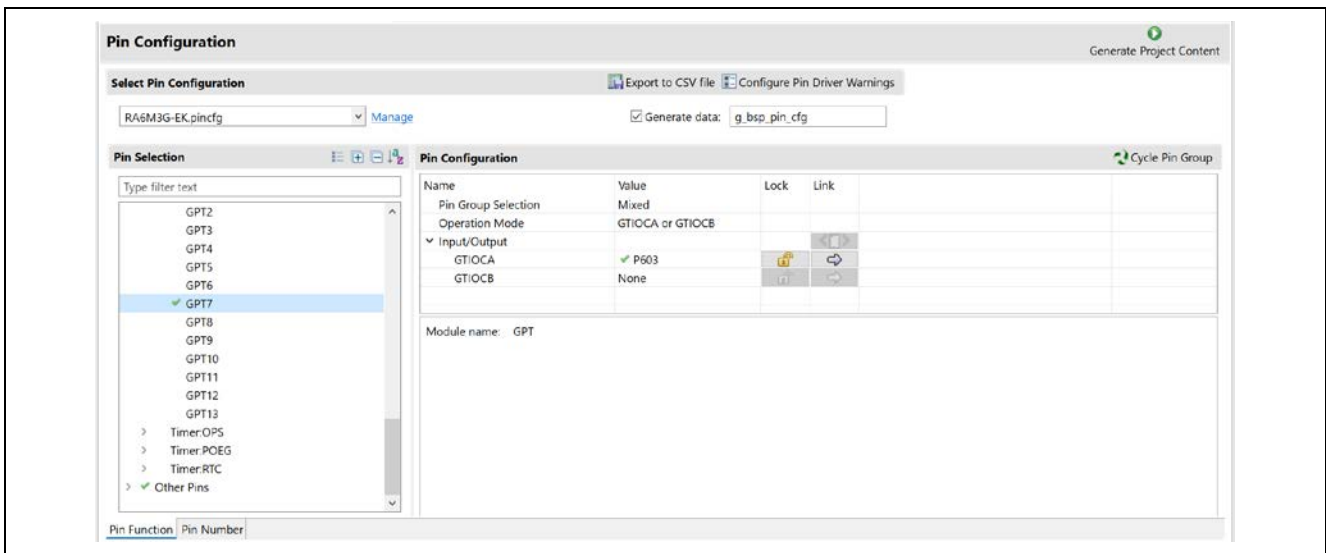 Pin Configuration
Generate Project Content
Select Pin Configuration
Export to CSV file Configure Pin Driver Warnings
RA6M3G-EK.pincfg Manage Generate data: g_bsp_pin_cfg
Pin Selection
Pin Configuration Cycle Pin Group
Type filter text
GPT2
GPT3
GPT4
GPT5
GPT6
GPT7
GPT8
GPT9
GPT10
GPT11
GPT12
GPT13
Timer:OPS
Timer:POEG
Timer:RTC
Other Pins
Name Value Lock Link
Pin Group Selection Mixed
Operation Mode GTIOCA or GTIOCB
Input/Output
GTIOCA P603
GTIOCB None
Module name: GPT
Pin Function Pin Number